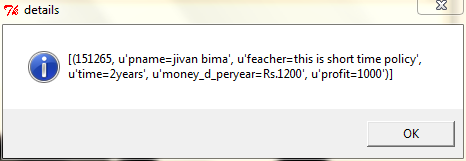 details
[(151265, u'pname=jivan bima', u'feacher=this is short time policy',
u'time=2years', u'money_d_peryear=Rs.1200', u'profit=1000')]
OK